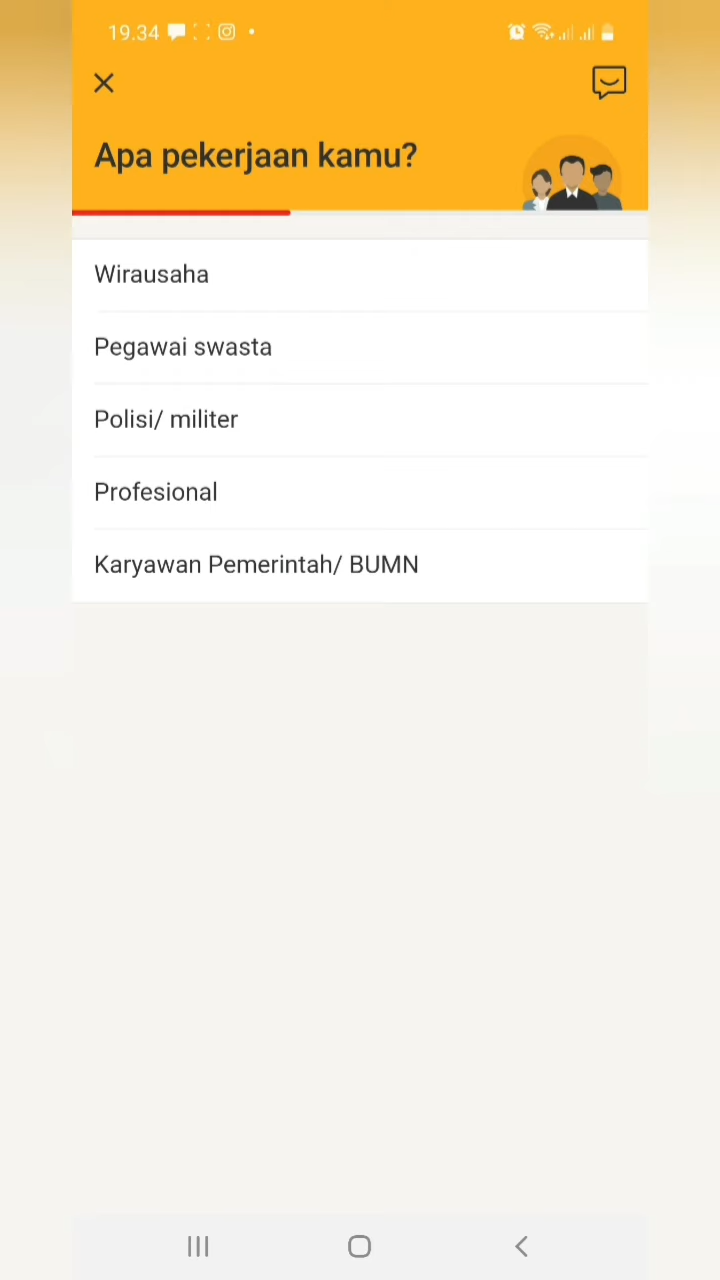 19.34
Apa pekerjaan kamu?
Wirausaha
Pegawai swasta
Polisi/ militer
Profesional
Karyawan Pemerintah/ BUMN